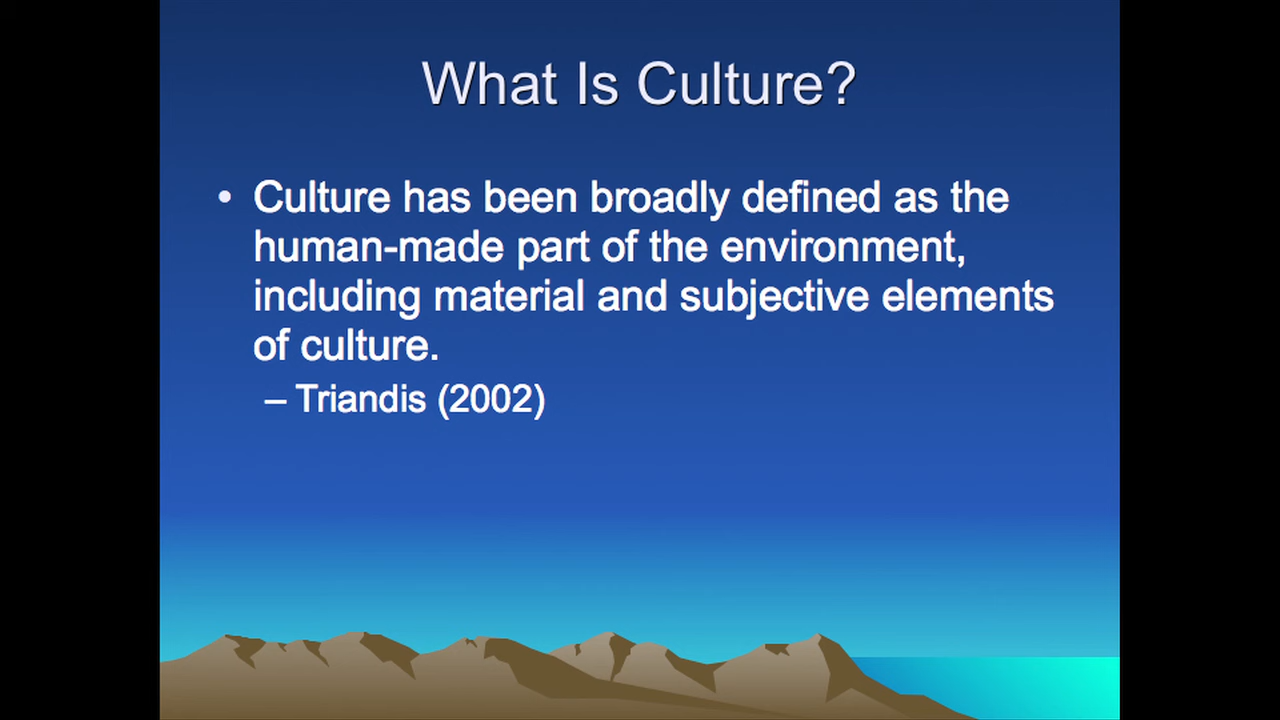 What Is Culture?
• Culture has been broadly defined as the
human-made part of the environment,
including material and subjective elements
of culture.
– Triandis (2002)